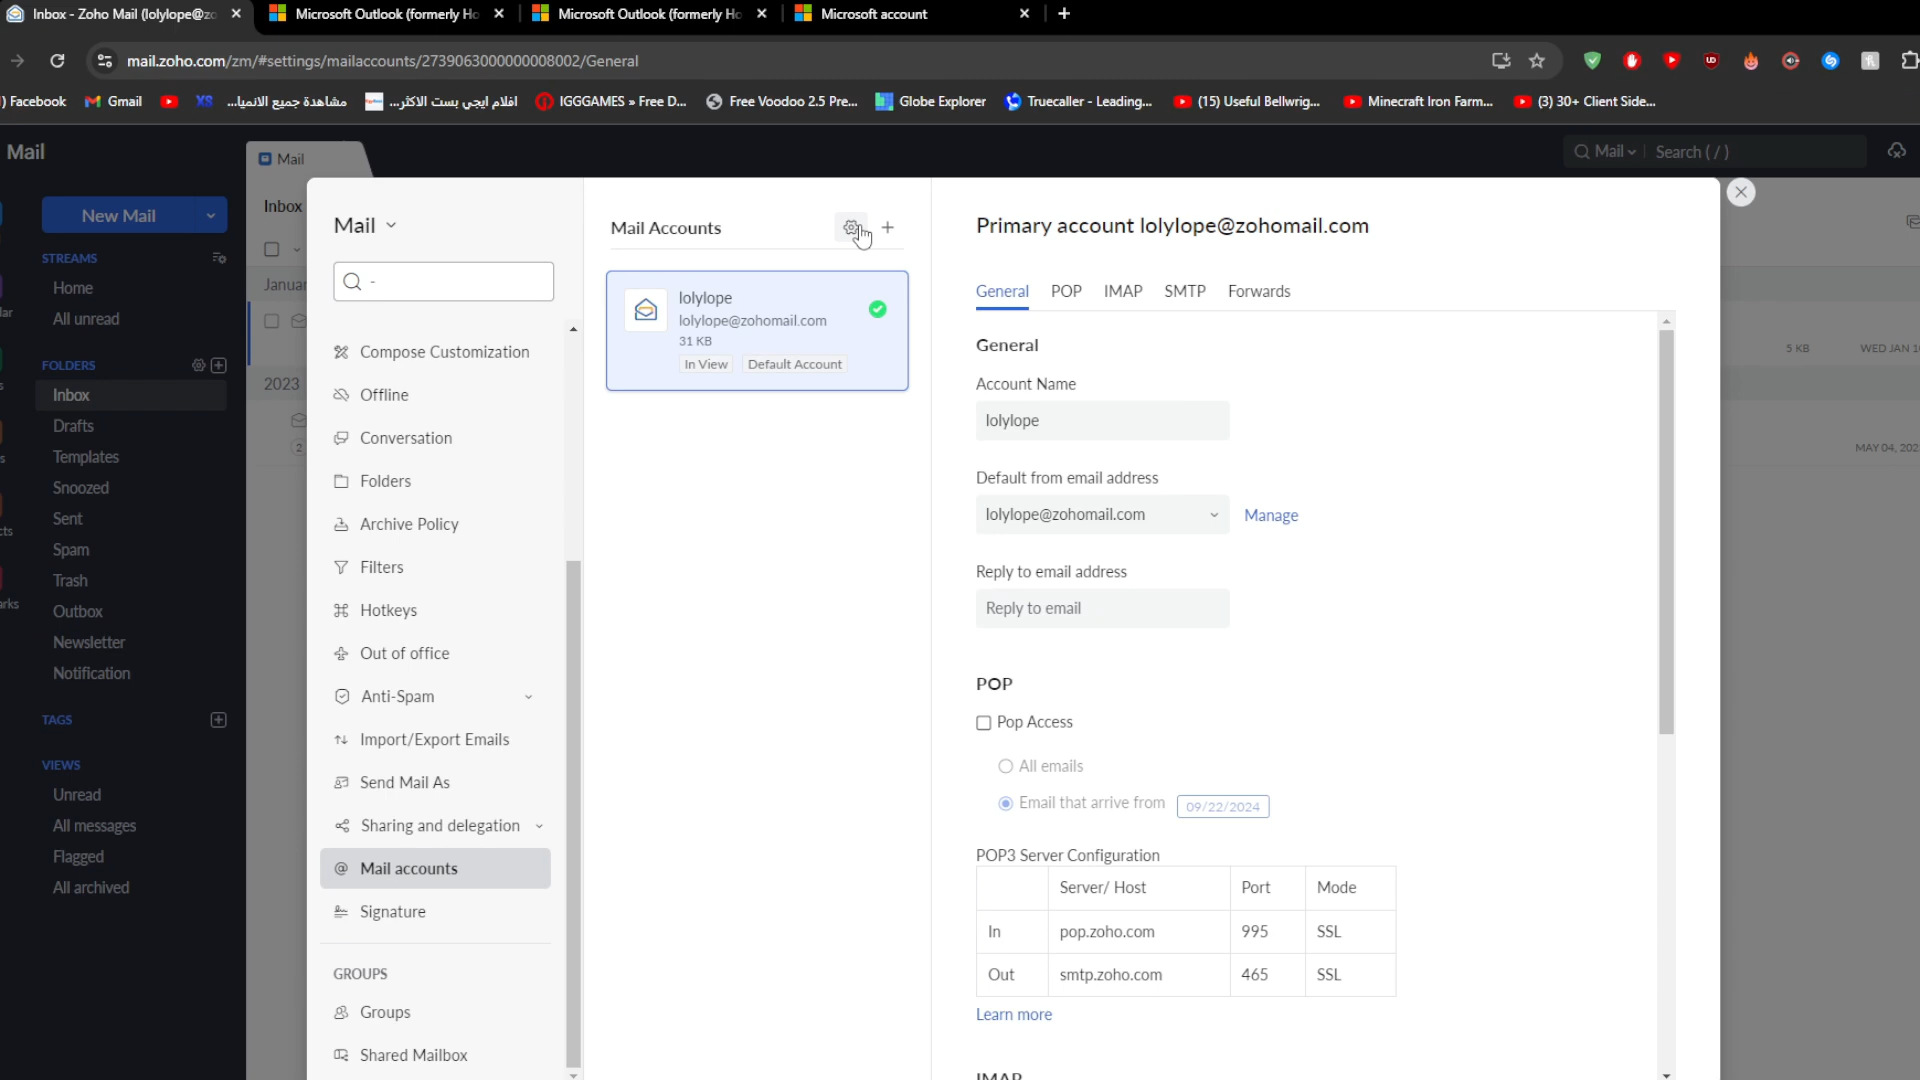 Inbox - Zoho Mail (lolylope@zo
Microsoft Outlook (formerly Ho
Microsoft Outlook (formerly Ho
Microsoft account
mail.zoho.com/zm/#settings/mailaccounts/2739063000000008002/General
Facebook
Gmail
XS
مشاهدة جميع الانميا...
افلام ايجي بست الاكثر...
IGGGAMES » Free D...
Free Voodoo 2.5 Pre...
Globe Explorer
Truecaller - Leading...
(15) Useful Bellwrig...
Minecraft Iron Farm...
(3) 30+ Client Side...
Mail
Mail
Mail
Search ( / )
New Mail
STREAMS
Home
All unread
FOLDERS
Inbox
Drafts
Templates
Snoozed
Sent
Spam
Trash
Outbox
Newsletter
Notification
TAGS
VIEWS
Unread
All messages
Flagged
All archived
Inbox
Januar
2023
2
Mail
-
Compose Customization
Offline
Conversation
Folders
Archive Policy
Filters
Hotkeys
Out of office
Anti-Spam
Import/Export Emails
Send Mail As
Sharing and delegation
Mail accounts
Signature
GROUPS
Groups
Shared Mailbox
Mail Accounts
lolylope
lolylope@zohomail.com
31 KB
In View
Default Account
Primary account lolylope@zohomail.com
General POP IMAP SMTP Forwards
General
Account Name
lolylope
Default from email address
lolylope@zohomail.com
Manage
Reply to email address
Reply to email
POP
Pop Access
All emails
Email that arrive from 09/22/2024
POP3 Server Configuration
Server/ Host Port Mode
In pop.zoho.com 995 SSL
Out smtp.zoho.com 465 SSL
Learn more
IMAP
5 KB
WED JAN 1
MAY 04, 202